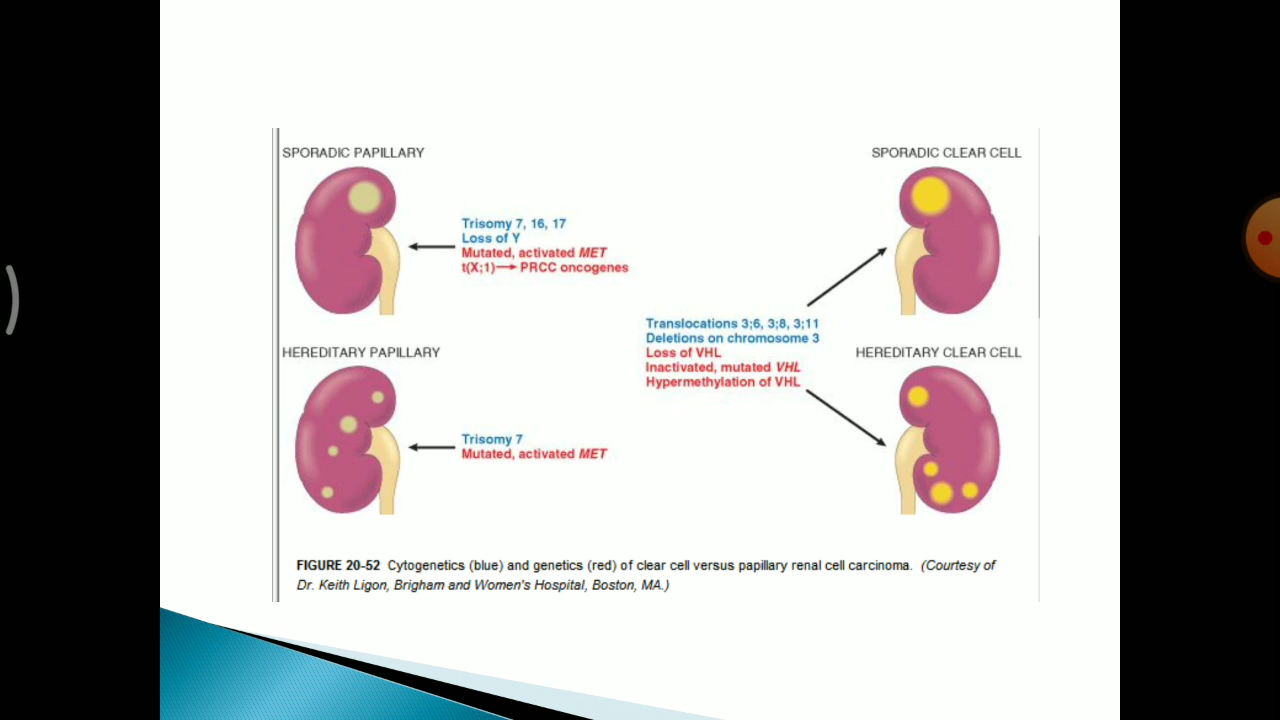 SPORADIC PAPILLARY
Trisomy 7, 16, 17
Loss of Y
Mutated, activated MET
t(X;1)→ PRCC oncogenes
HEREDITARY PAPILLARY
Trisomy 7
Mutated, activated MET
SPORADIC CLEAR CELL
Translocations 3;6, 3;8, 3;11
Deletions on chromosome 3
Loss of VHL
Inactivated, mutated VHL
Hypermethylation of VHL
HEREDITARY CLEAR CELL
FIGURE 20-52 Cytogenetics (blue) and genetics (red) of clear cell versus papillary renal cell carcinoma. (Courtesy of
Dr. Keith Ligon, Brigham and Women's Hospital, Boston, MA.)